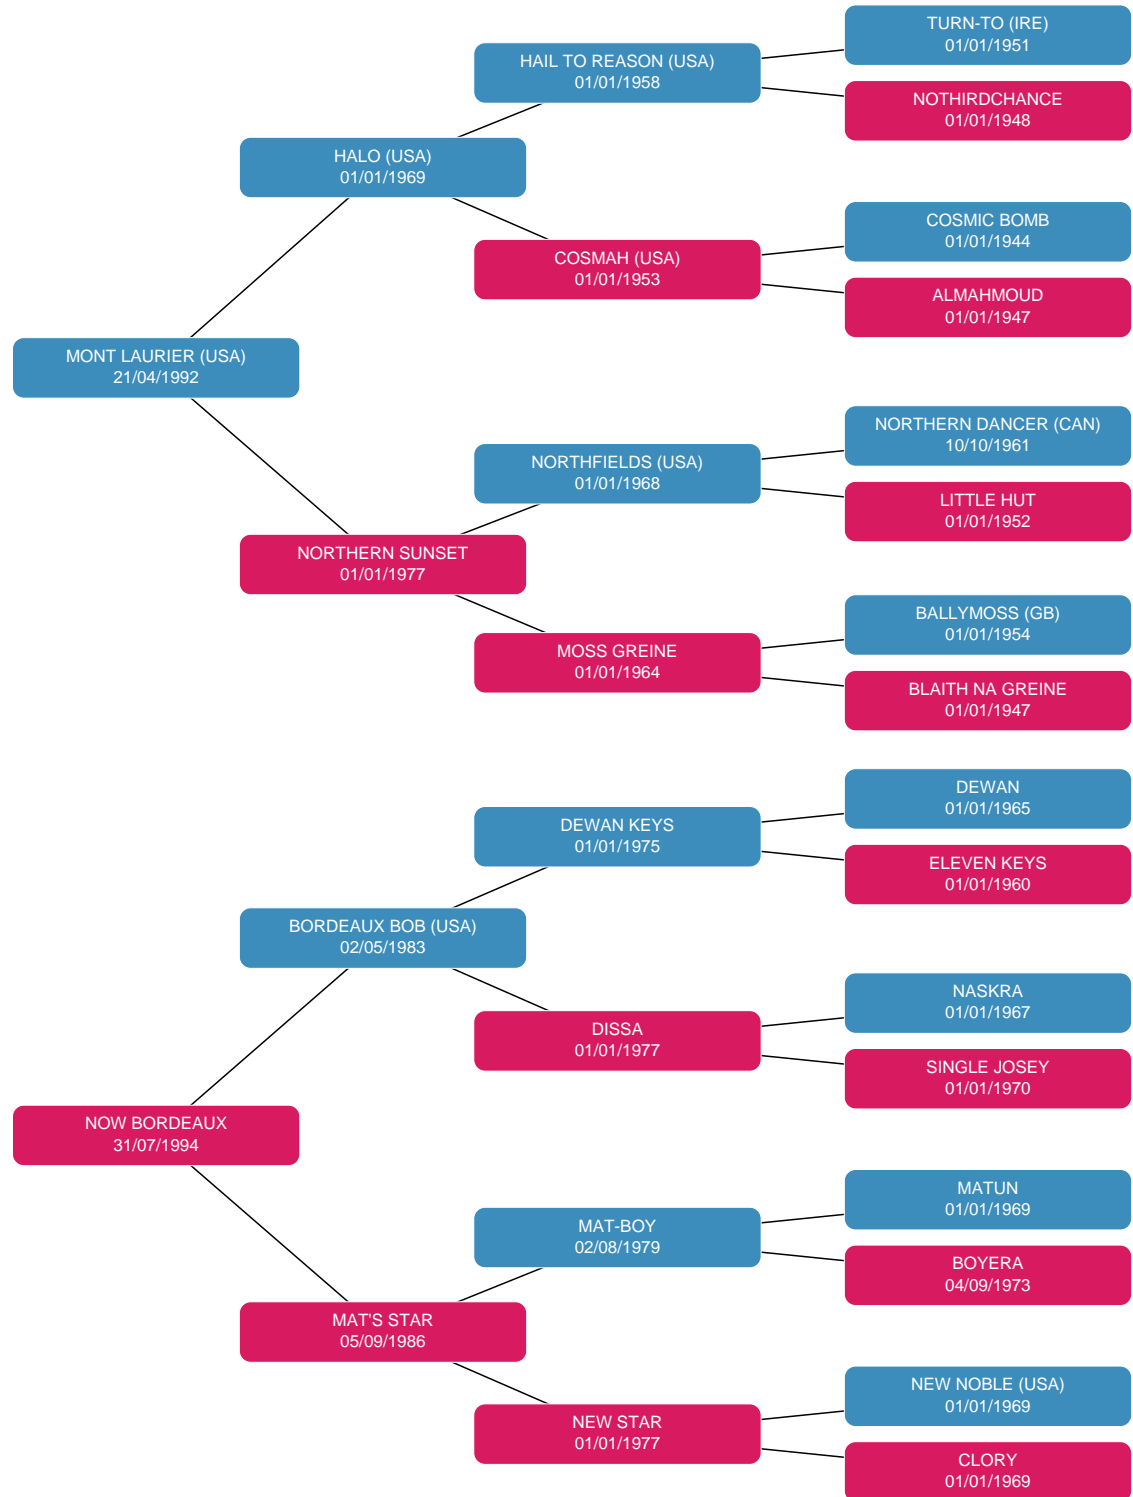 TURN-TO (IRE)
01/01/1951
HAIL TO REASON (USA)
01/01/1958
NOTHIRDCHANCE
01/01/1948
HALO (USA)
01/01/1969
COSMIC BOMB
01/01/1944
COSMAH (USA)
01/01/1953
ALMAHMOUD
01/01/1947
MONT LAURIER (USA)
21/04/1992
NORTHERN DANCER (CAN)
10/10/1961
NORTHFIELDS (USA)
01/01/1968
LITTLE HUT
01/01/1952
NORTHERN SUNSET
01/01/1977
BALLYMOSS (GB)
01/01/1954
MOSS GREINE
01/01/1964
BLAITH NA GREINE
01/01/1947
DEWAN
01/01/1965
DEWAN KEYS
01/01/1975
ELEVEN KEYS
01/01/1960
BORDEAUX BOB (USA)
02/05/1983
NASKRA
01/01/1967
DISSA
01/01/1977
SINGLE JOSEY
01/01/1970
NOW BORDEAUX
31/07/1994
MATUN
01/01/1969
MAT-BOY
02/08/1979
BOYERA
04/09/1973
MAT'S STAR
05/09/1986
NEW NOBLE (USA)
01/01/1969
NEW STAR
01/01/1977
CLORY
01/01/1969